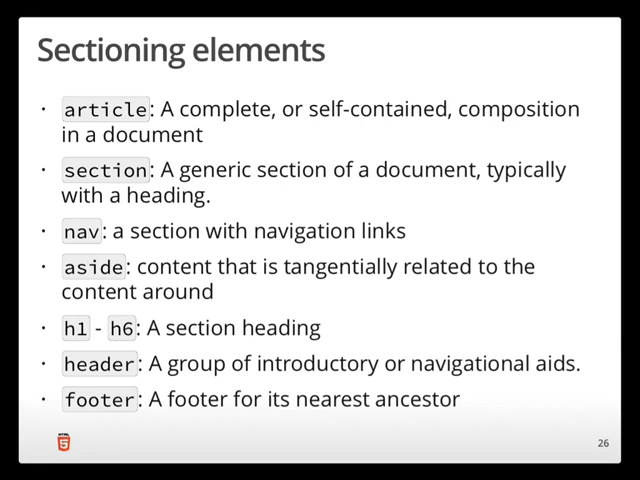 Sectioning elements
· article: A complete, or self-contained, composition
in a document
· section: A generic section of a document, typically
with a heading.
· nav: a section with navigation links
· aside: content that is tangentially related to the
content around
· h1 - h6: A section heading
· header: A group of introductory or navigational aids.
· footer: A footer for its nearest ancestor
HTML
5
26